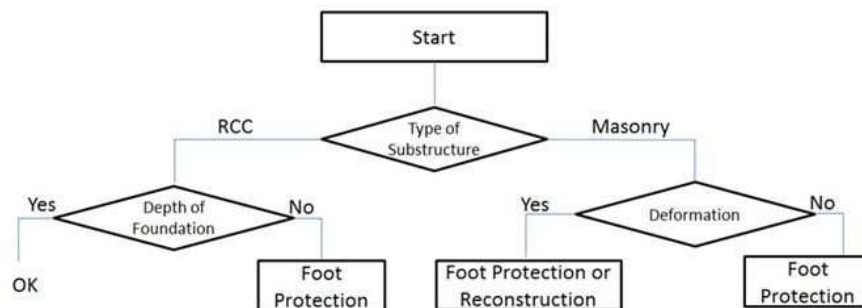 Start
RCC
Type of
Substructure
Masonry
Yes
Depth of
Foundation
No
Yes
Deformation
No
OK
Foot
Protection
Foot Protection or
Reconstruction
Foot
Protection